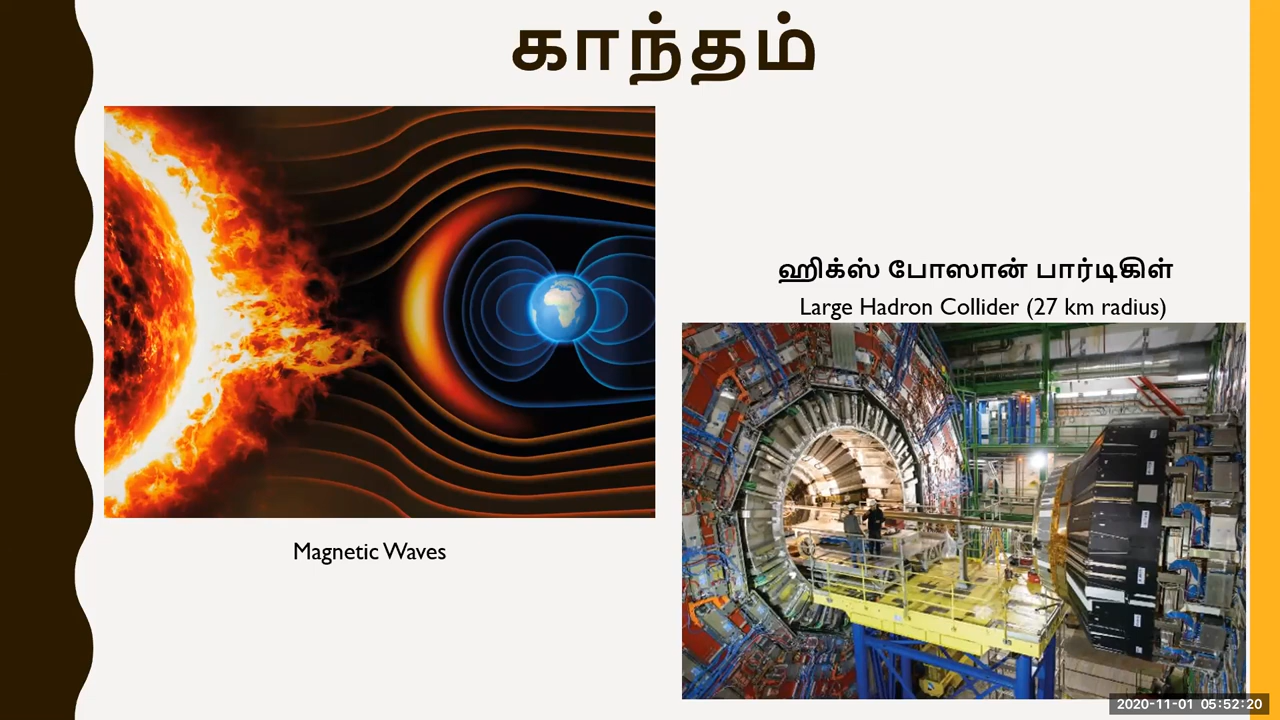 காந்தம்
ஹிக்ஸ் போஸான் பார்டிகிள்
Large Hadron Collider (27 km radius)
Magnetic Waves
2020-11-01 05:52:20